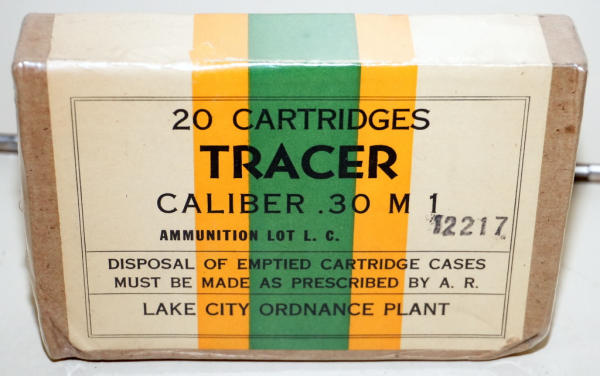 20 CARTRIDGES
TRACER
CALIBER .30 M 1
AMMUNITION LOT L. C. 12217
DISPOSAL OF EMPTIED CARTRIDGE CASES
MUST BE MADE AS PRESCRIBED BY A. R.
LAKE CITY ORDNANCE PLANT